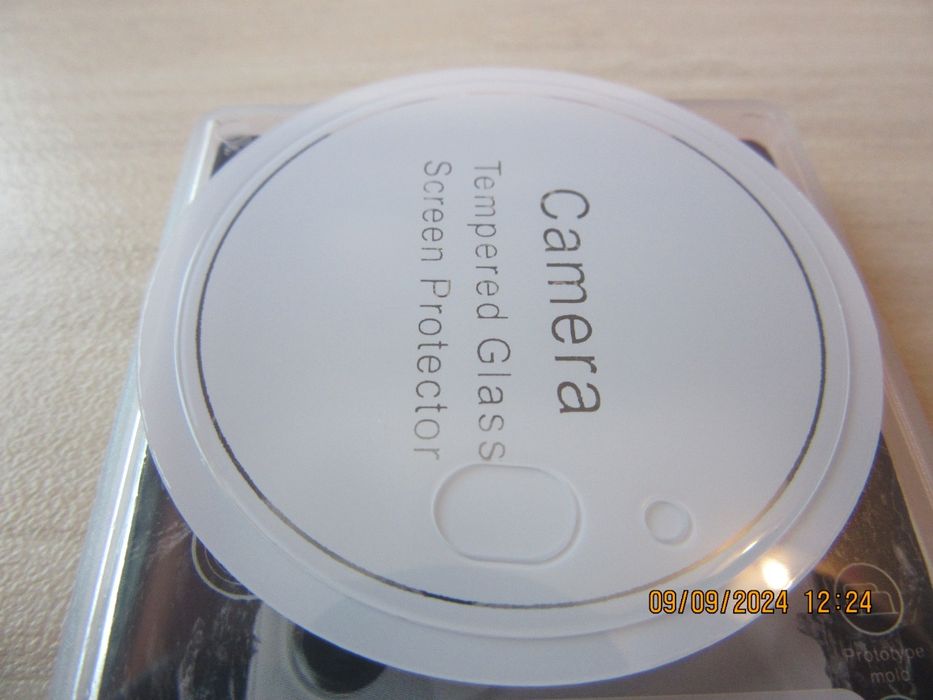 Camera
Tempered Glass
Screen Protector
Prototype
mold
09/09/2024 12:24